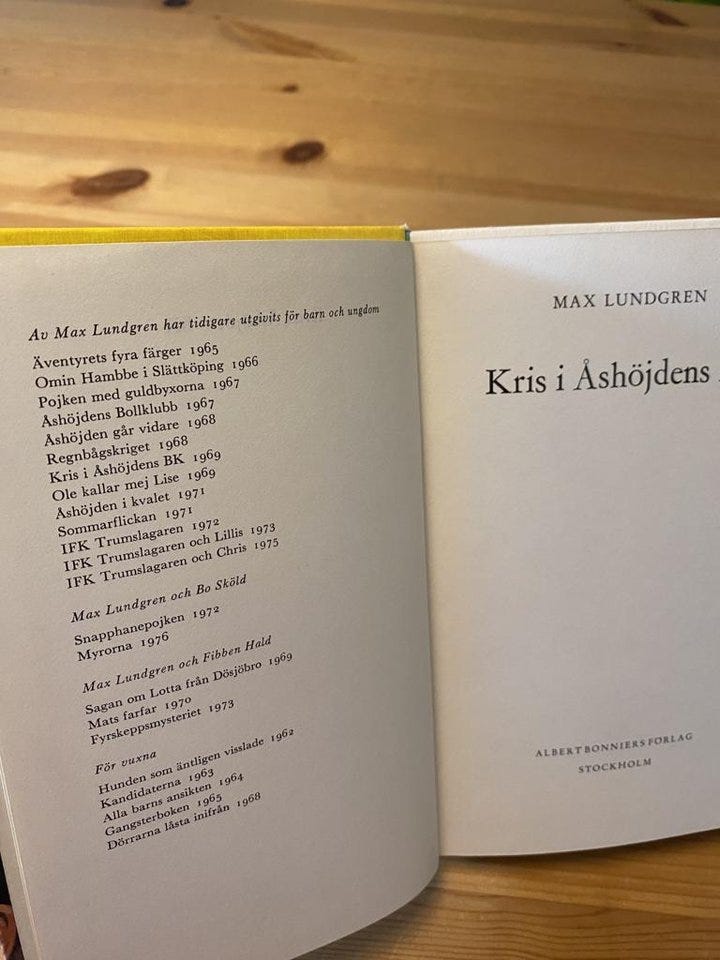 Av Max Lundgren har tidigare utgivits för barn och ungdom
Äventyrets fyra färger 1965
Omin Hambbe i Slättköping 1966
Pojken med guldbyxorna 1967
Åshöjdens Bollklubb 1967
Åshöjden går vidare 1968
Regnbågskriget 1968
Kris i Åshöjdens BK 1969
Ole kallar mej Lise 1969
Åshöjden i kvalet 1971
Sommarflickan 1971
IFK Trumslagaren 1972
IFK Trumslagaren och Lillis 1973
IFK Trumslagaren och Chris 1975
Max Lundgren och Bo Sköld
Snapphanepojken 1972
Myrorna 1976
Max Lundgren och Fibben Hald
Sagan om Lotta från Dösjöbro 1969
Mats farfar 1970
Fyrskeppsmysteriet 1973
För vuxna
Hunden som äntligen visslade 1962
Kandidaterna 1963
Alla barns ansikten 1964
Gangsterboken 1965
Dörrarna låsta inifrån 1968
MAX LUNDGREN
Kris i Åshöjdens
ALBERT BONNIERS FÖRLAG
STOCKHOLM